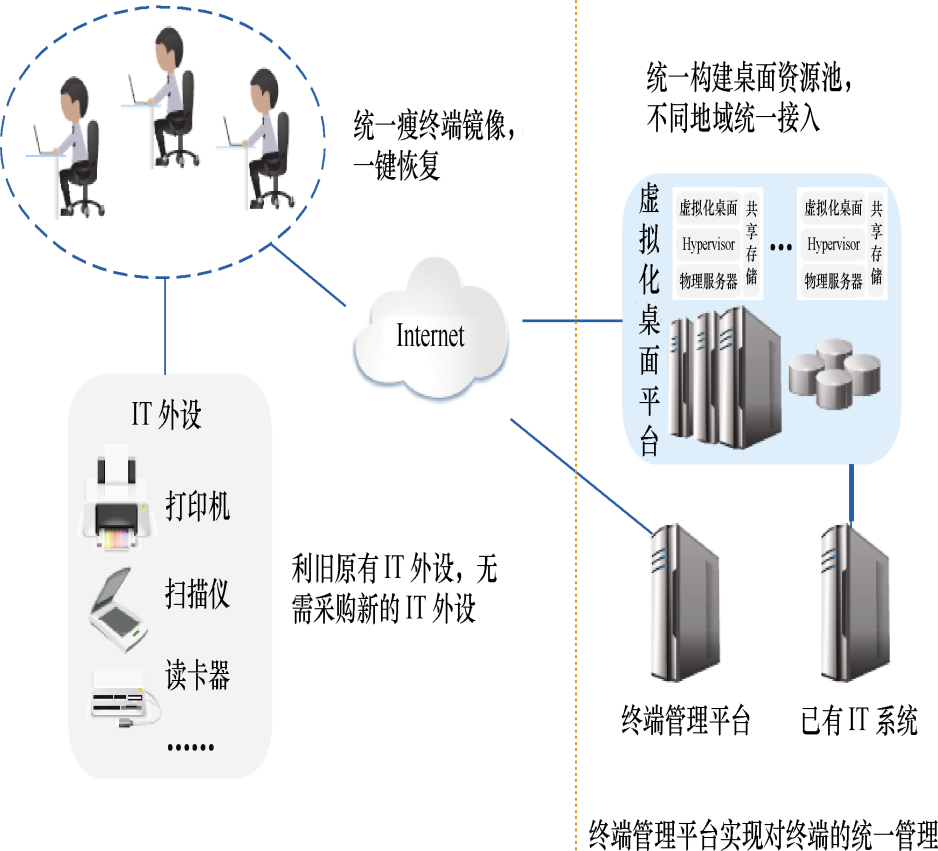 统一瘦终端镜像，
一键恢复
统一构建桌面资源池，
不同地域统一接入
虚拟化桌面平台
虚拟化桌面
Hypervisor
物理服务器
共享存储
...
虚拟化桌面
Hypervisor
物理服务器
共享存储
Internet
IT 外设
打印机
扫描仪
读卡器
......
利旧原有 IT 外设，无
需采购新的 IT 外设
终端管理平台
已有 IT 系统
终端管理平台实现对终端的统一管理